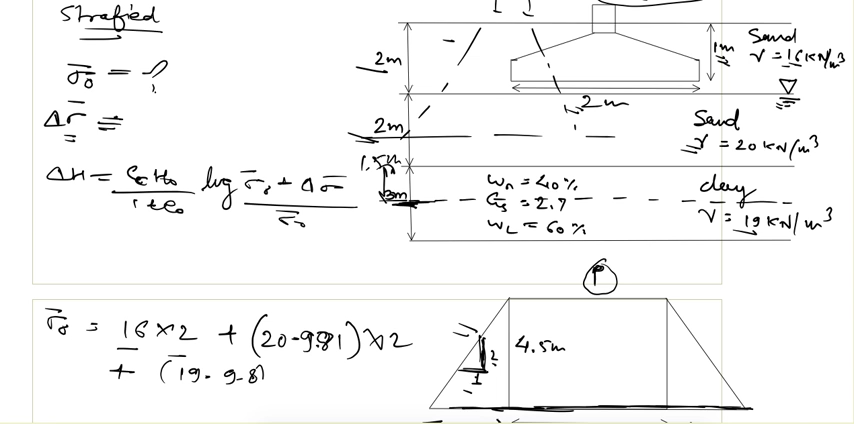 Strafied
σ̄₀ = ?
Δσ̄ =
ΔH = CcH₀ / 1+e₀ log σ̄₀ + Δσ̄ / σ̄₀
2m
2m
1.5m
3m
1m
2m
Sand
γ = 16 KN/m³
Sand
γ = 20 KN/m³
Wn = 40%
Gs = 2.7
WL = 60%
clay
γ = 19 KN/m³
P
σ̄₀ = 16×2 + (20-9.81)×2
+ (19-9.81
4.5m
2
1